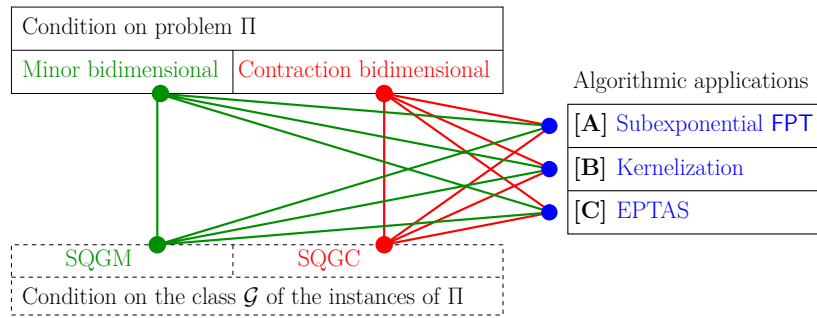 Condition on problem Π
Minor bidimensional Contraction bidimensional
Algorithmic applications
[A] Subexponential FPT
[B] Kernelization
[C] EPTAS
SQGM SQGC
Condition on the class 𝓖 of the instances of Π